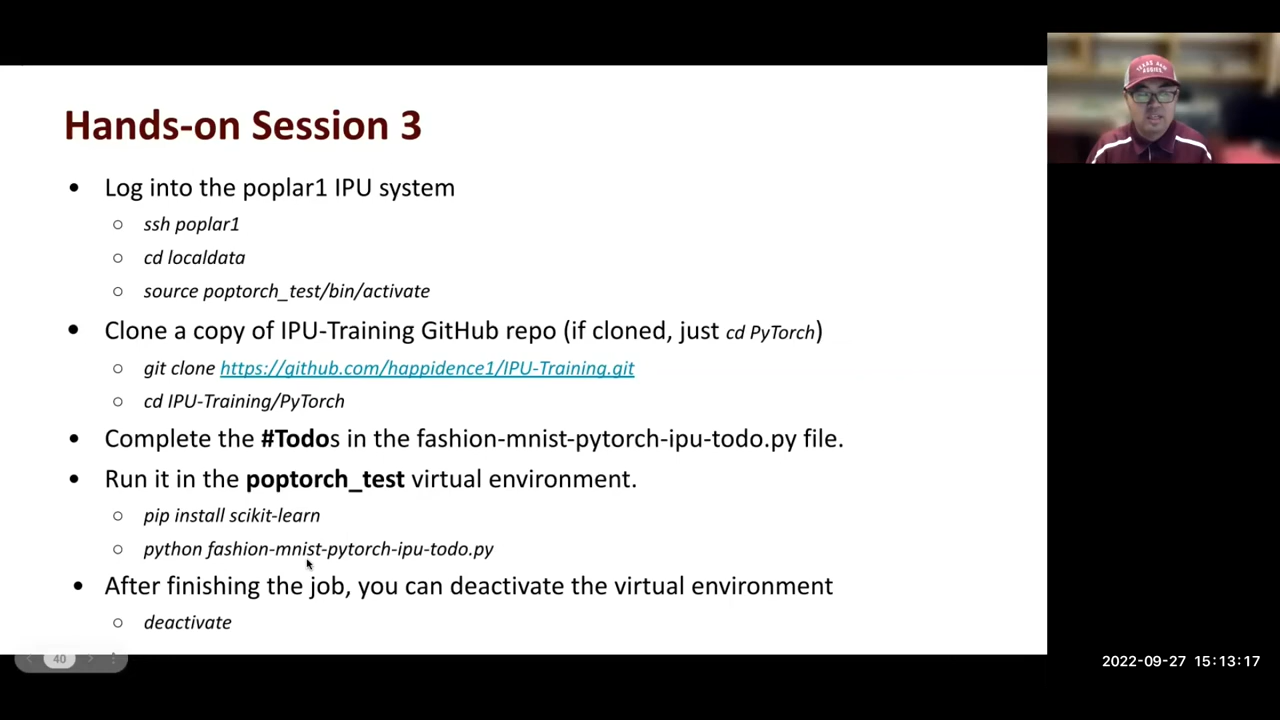 Hands-on Session 3
• Log into the poplar1 IPU system
○ ssh poplar1
○ cd localdata
○ source poptorch_test/bin/activate
• Clone a copy of IPU-Training GitHub repo (if cloned, just cd PyTorch)
○ git clone https://github.com/happidence1/IPU-Training.git
○ cd IPU-Training/PyTorch
• Complete the #Todos in the fashion-mnist-pytorch-ipu-todo.py file.
• Run it in the poptorch_test virtual environment.
○ pip install scikit-learn
○ python fashion-mnist-pytorch-ipu-todo.py
• After finishing the job, you can deactivate the virtual environment
○ deactivate
40
TEXAS A&M
AGGIES
2022-09-27 15:13:17